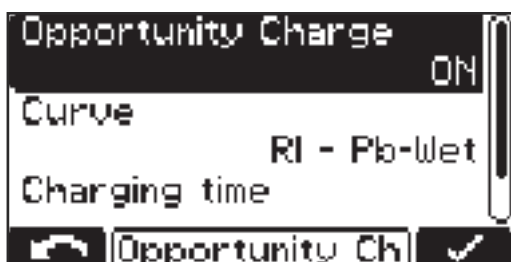 Opportunity Charge
ON
Curve
RI - Pb-Wet
Charging time
Opportunity Ch